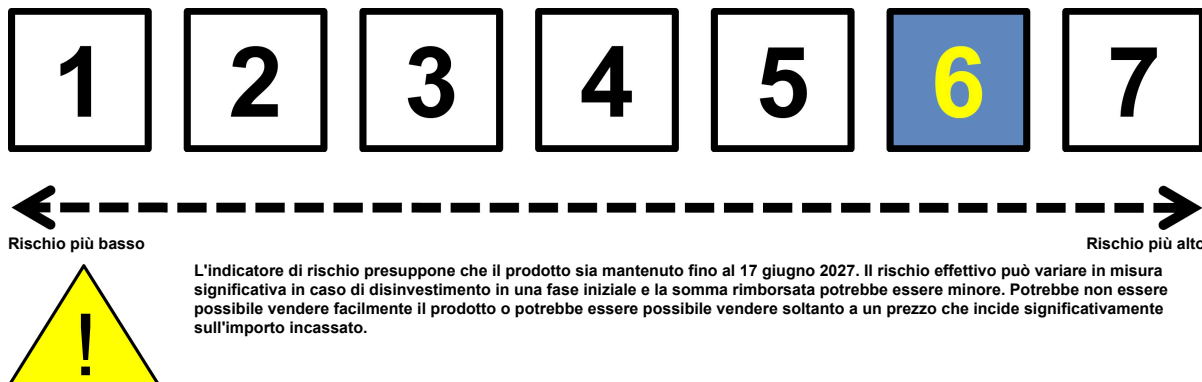 1 2 3 4 5 6 7
Rischio più basso Rischio più alto
L'indicatore di rischio presuppone che il prodotto sia mantenuto fino al 17 giugno 2027. Il rischio effettivo può variare in misura
significativa in caso di disinvestimento in una fase iniziale e la somma rimborsata potrebbe essere minore. Potrebbe non essere
possibile vendere facilmente il prodotto o potrebbe essere possibile vendere soltanto a un prezzo che incide significativamente
sull'importo incassato.
!